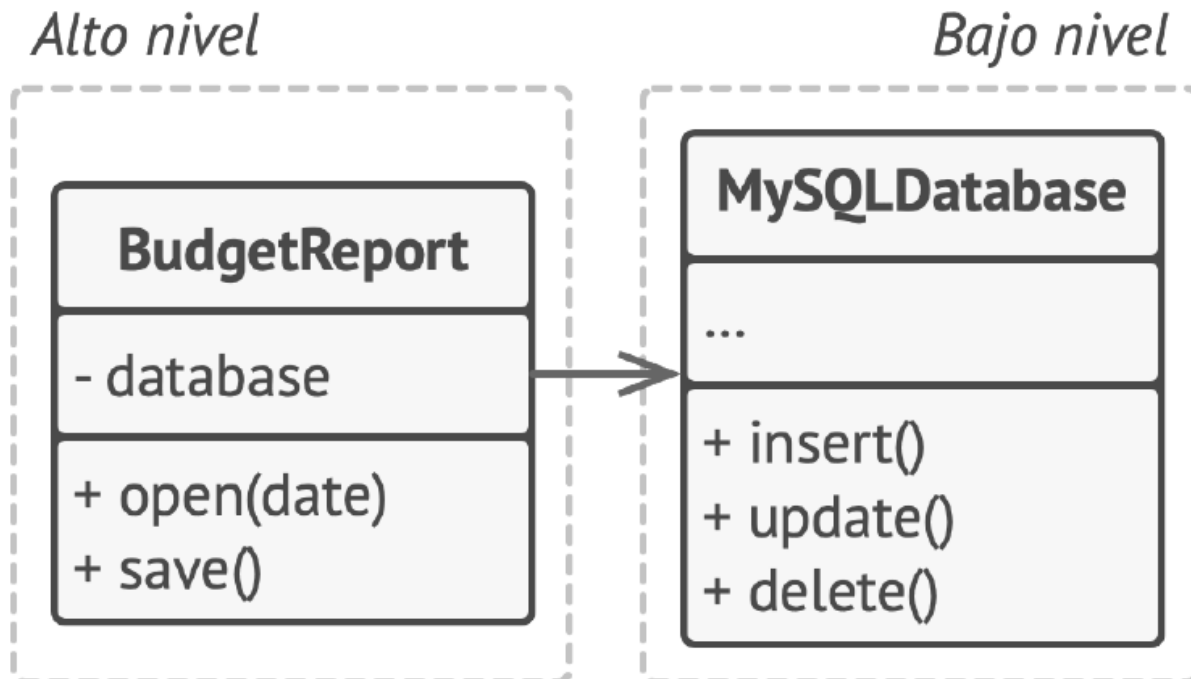 Alto nivel
Bajo nivel
BudgetReport
- database
+ open(date)
+ save()
MySQLDatabase
...
+ insert()
+ update()
+ delete()